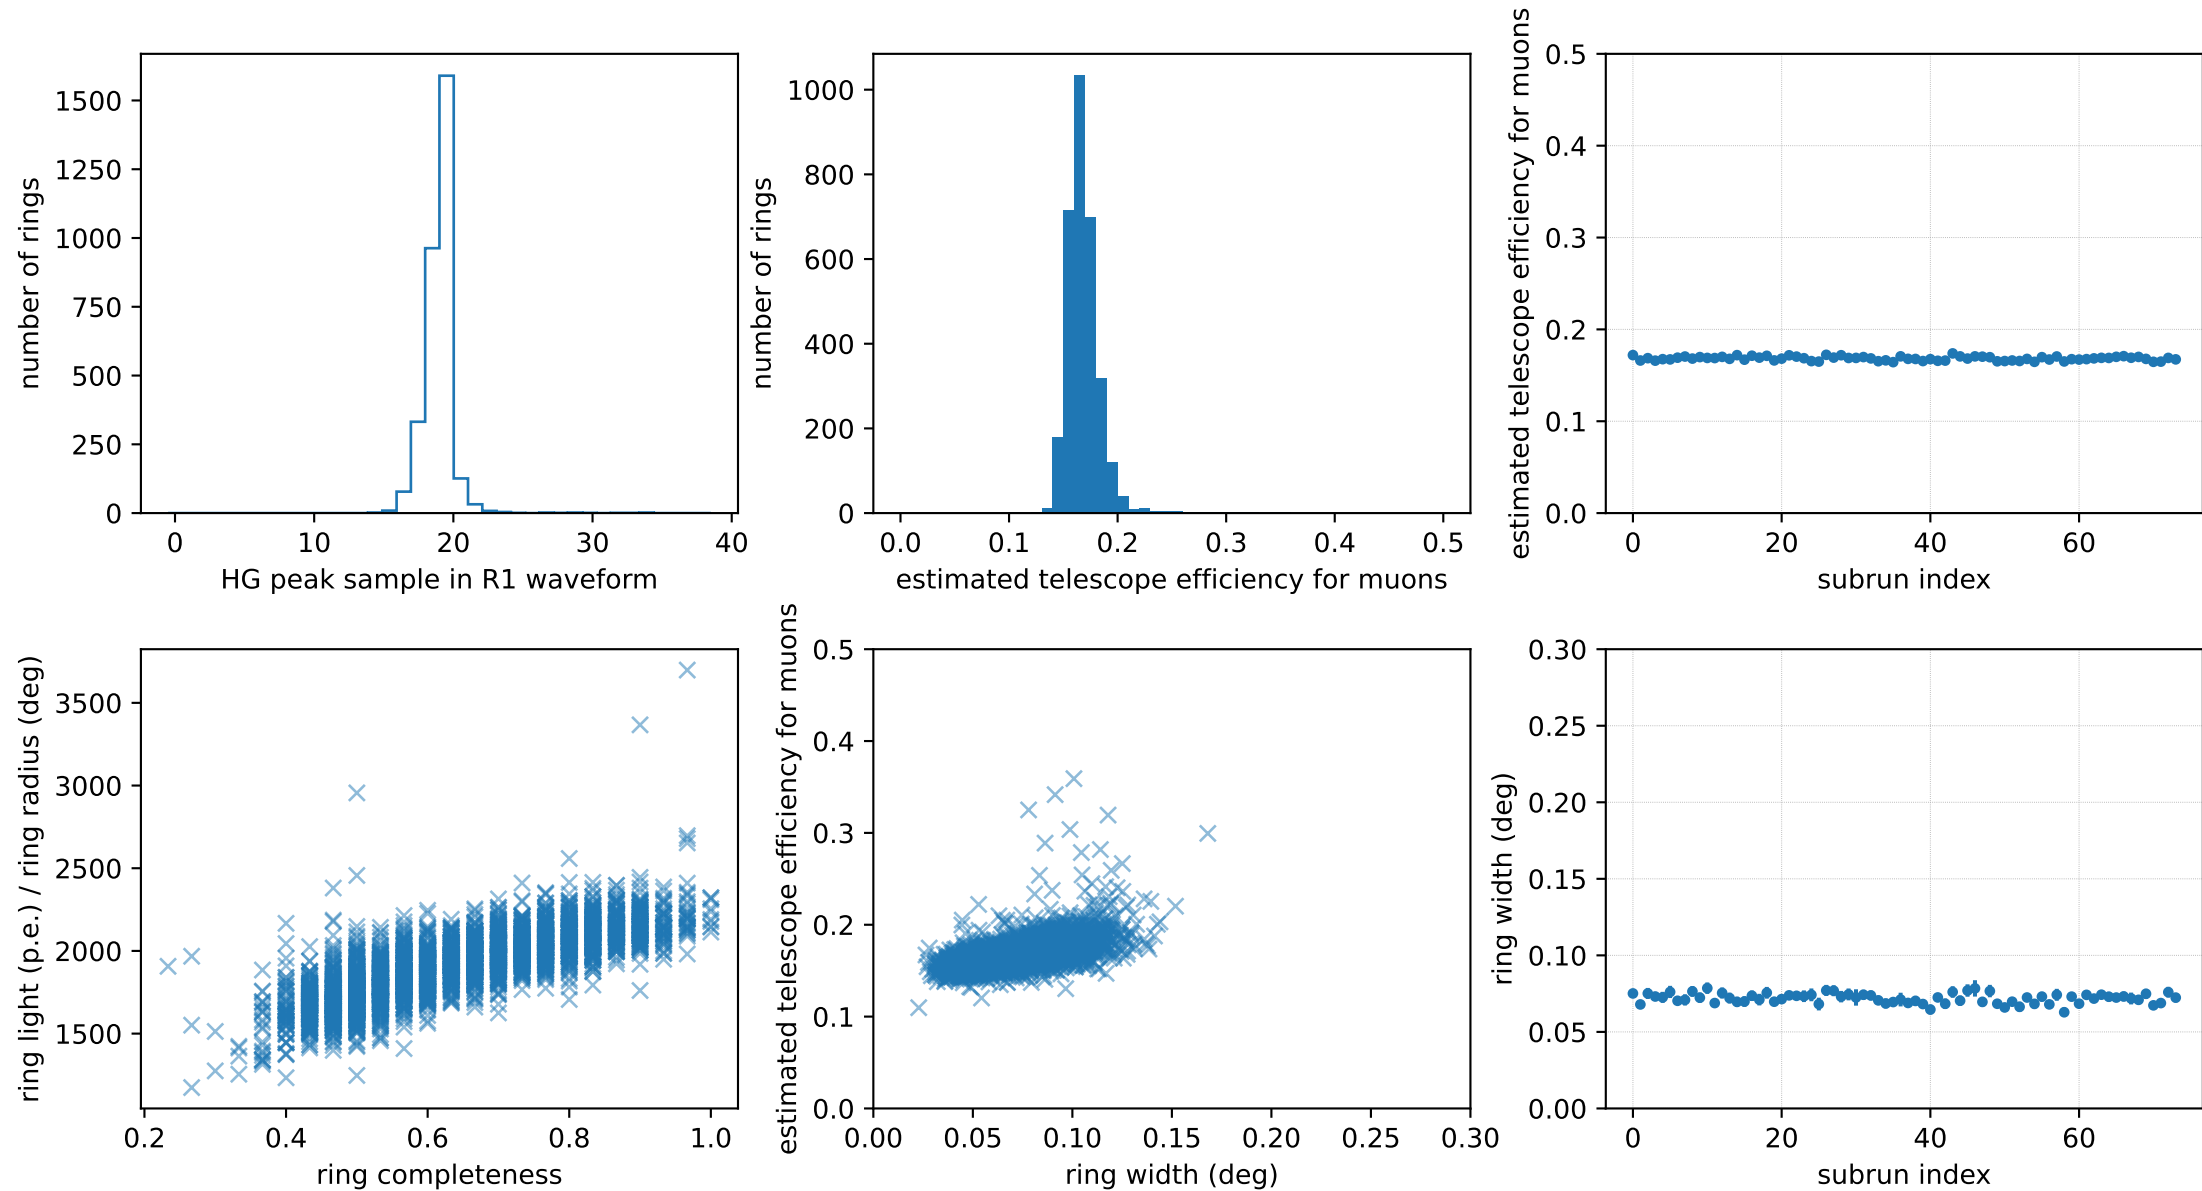 number of rings
1500
1250
1000
750
500
250
0
0 10 20 30 40
HG peak sample in R1 waveform
number of rings
1000
800
600
400
200
0
0.0 0.1 0.2 0.3 0.4 0.5
estimated telescope efficiency for muons
estimated telescope efficiency for muons
0.5
0.4
0.3
0.2
0.1
0.0
0 20 40 60
subrun index
ring light (p.e.) / ring radius (deg)
3500
3000
2500
2000
1500
0.2 0.4 0.6 0.8 1.0
ring completeness
estimated telescope efficiency for muons
0.5
0.4
0.3
0.2
0.1
0.0
0.00 0.05 0.10 0.15 0.20 0.25 0.30
ring width (deg)
ring width (deg)
0.30
0.25
0.20
0.15
0.10
0.05
0.00
0 20 40 60
subrun index